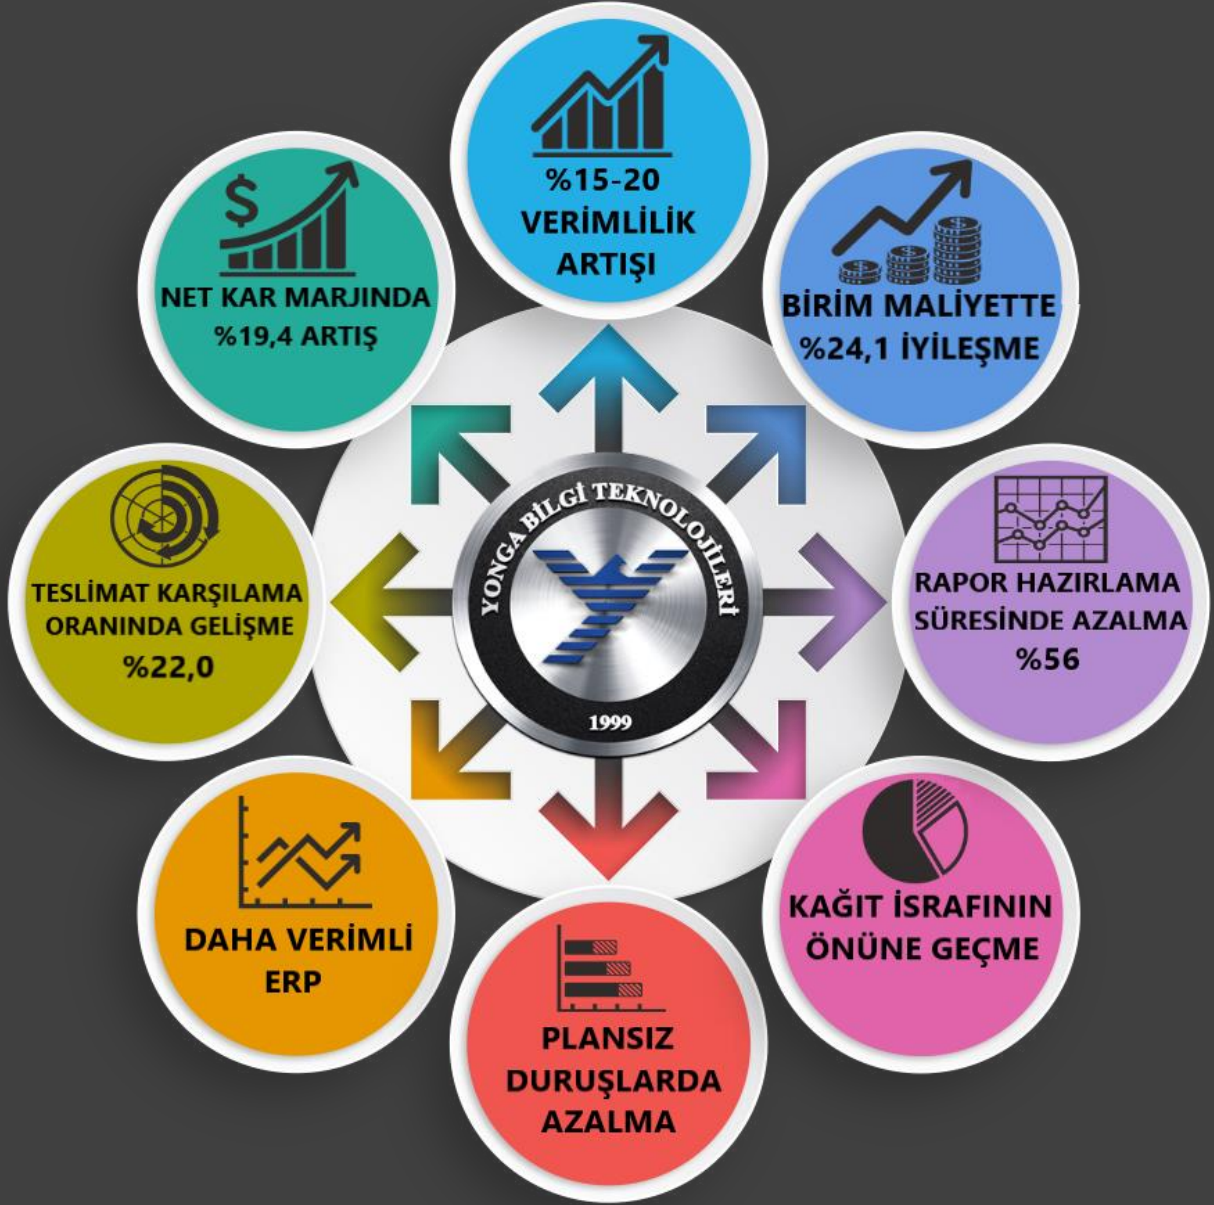 %15-20
VERİMLİLİK
ARTIŞI
BİRİM MALİYETTE
%24,1 İYİLEŞME
RAPOR HAZIRLAMA
SÜRESİNDE AZALMA
%56
KAĞIT İSRAFININ
ÖNÜNE GEÇME
PLANSIZ
DURUŞLARDA
AZALMA
DAHA VERİMLİ
ERP
TESLİMAT KARŞILAMA
ORANINDA GELİŞME
%22,0
NET KAR MARJINDA
%19,4 ARTIŞ
$
YONGA BİLGİ TEKNOLOJİLERİ
1999